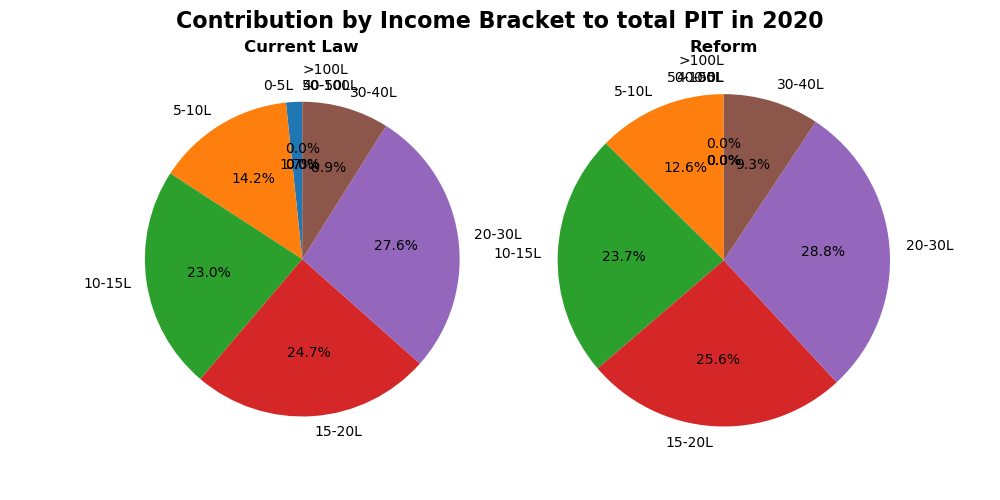 Contribution by Income Bracket to total PIT in 2020
Current Law
>100L
0-5L
30-40L
5-10L
0.0%
8.9%
14.2%
27.6%
20-30L
23.0%
10-15L
24.7%
15-20L
Reform
>100L
30-40L
5-10L
0.0%
0.0%
9.3%
12.6%
28.8%
20-30L
10-15L
23.7%
25.6%
15-20L